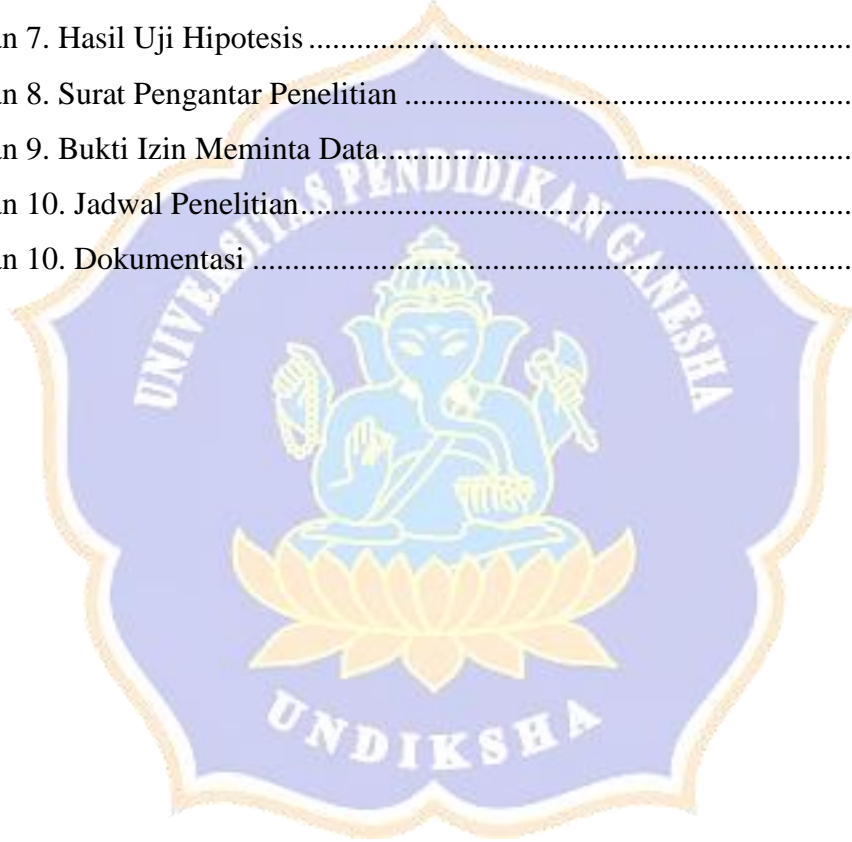 an 7. Hasil Uji Hipotesis ....................................................................
an 8. Surat Pengantar Penelitian ........................................................
an 9. Bukti Izin Meminta Data...........................................................
an 10. Jadwal Penelitian.....................................................................
an 10. Dokumentasi ...........................................................................
UNIVERSITAS PENDIDIKAN GANESHA
UNDIKSHA